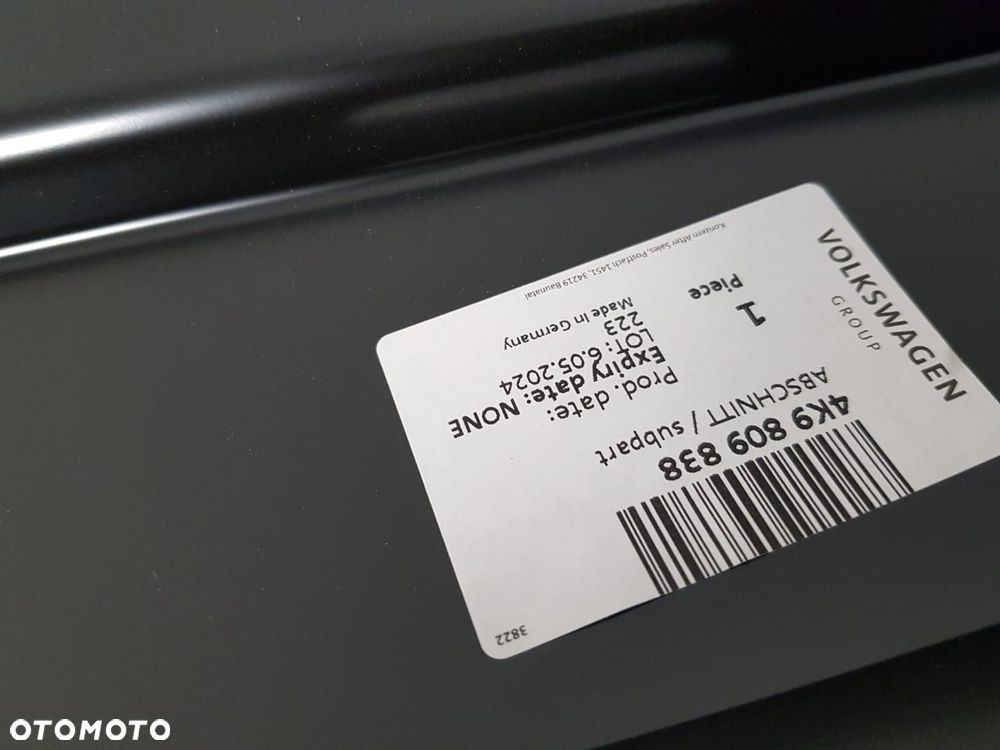 VOLKSWAGEN
GROUP
4K9 809 838
ABSCHNITT / subpart
Prod. date:
Expiry date: NONE
LOT: 6.05.2024
223
Made in Germany
1
Piece
Konzern After Sales, Postfach 1451, 34219 Baunatal
3822
OTOMOTO